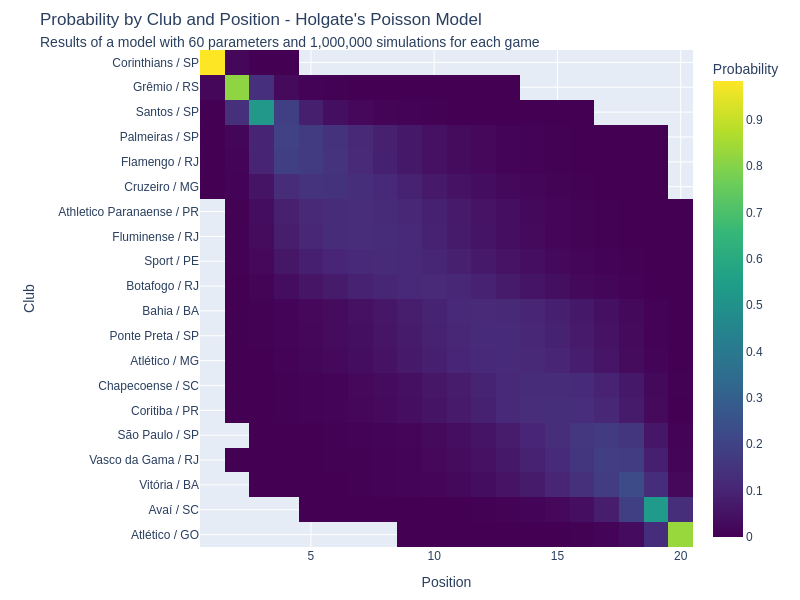 Probability by Club and Position - Holgate's Poisson Model
Results of a model with 60 parameters and 1,000,000 simulations for each game
Probability
Corinthians / SP
Grêmio / RS
Santos / SP
Palmeiras / SP
Flamengo / RJ
Cruzeiro / MG
Athletico Paranaense / PR
Fluminense / RJ
Sport / PE
Botafogo / RJ
Bahia / BA
Ponte Preta / SP
Atlético / MG
Chapecoense / SC
Coritiba / PR
São Paulo / SP
Vasco da Gama / RJ
Vitória / BA
Avaí / SC
Atlético / GO
Club
0.9
0.8
0.7
0.6
0.5
0.4
0.3
0.2
0.1
0
5
10
15
20
Position